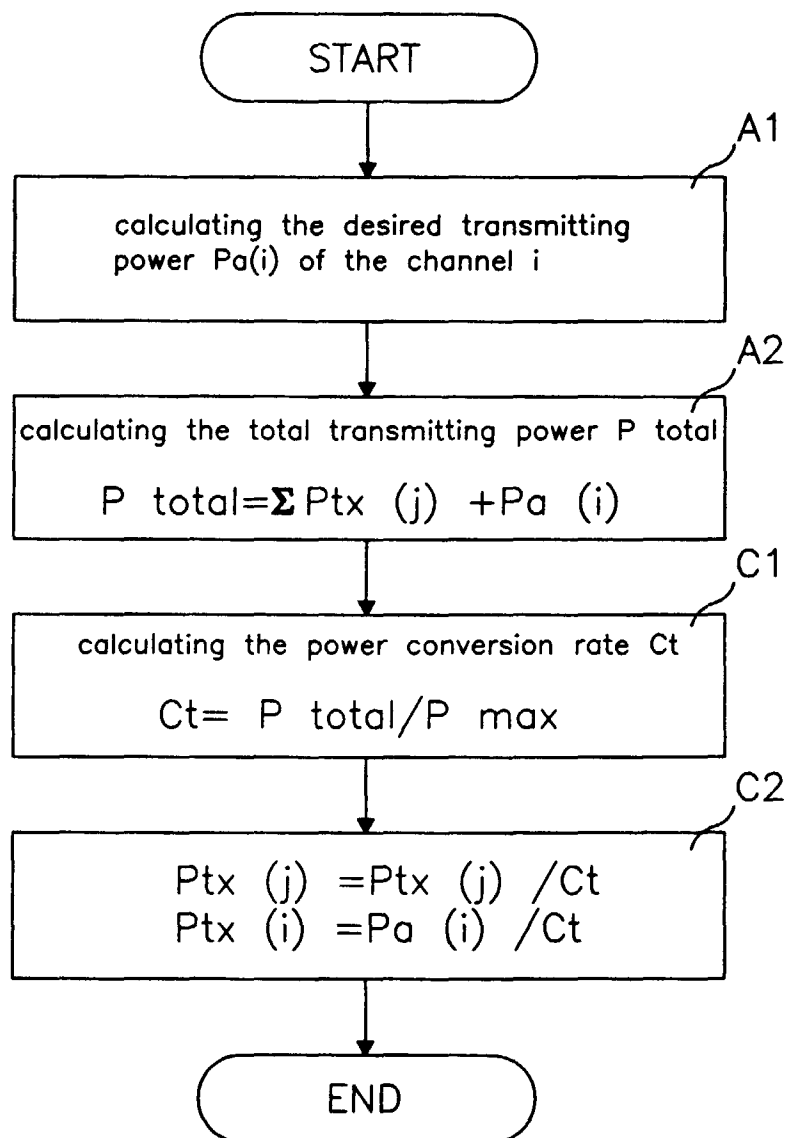 START
A1
calculating the desired transmitting
power Pa(i) of the channel i
A2
calculating the total transmitting power P total
P total=Σ Ptx (j) +Pa (i)
C1
calculating the power conversion rate Ct
Ct= P total/P max
C2
Ptx (j) =Ptx (j) /Ct
Ptx (i) =Pa (i) /Ct
END